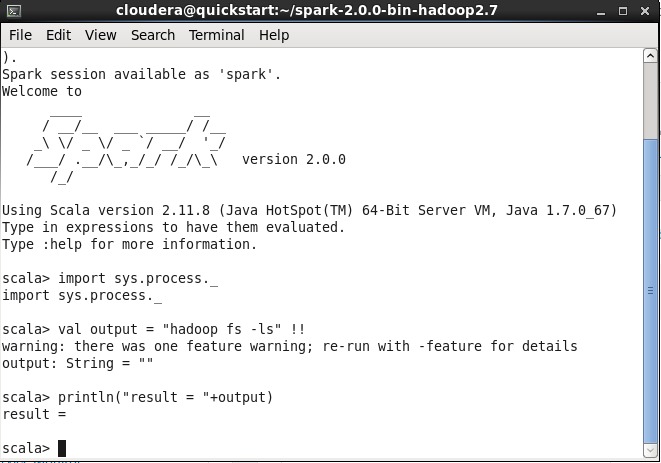 cloudera@quickstart:~/spark-2.0.0-bin-hadoop2.7
File Edit View Search Terminal Help
).
Spark session available as 'spark'.
Welcome to
      ____              __
     / __/__  ___ _____/ /__
    _\ \/ _ \/ _ `/ __/  '_/
   /___/ .__/\_,_/_/ /_/\_\   version 2.0.0
      /_/
Using Scala version 2.11.8 (Java HotSpot(TM) 64-Bit Server VM, Java 1.7.0_67)
Type in expressions to have them evaluated.
Type :help for more information.
scala> import sys.process._
import sys.process._
scala> val output = "hadoop fs -ls" !!
warning: there was one feature warning; re-run with -feature for details
output: String = ""
scala> println("result = "+output)
result =
scala>